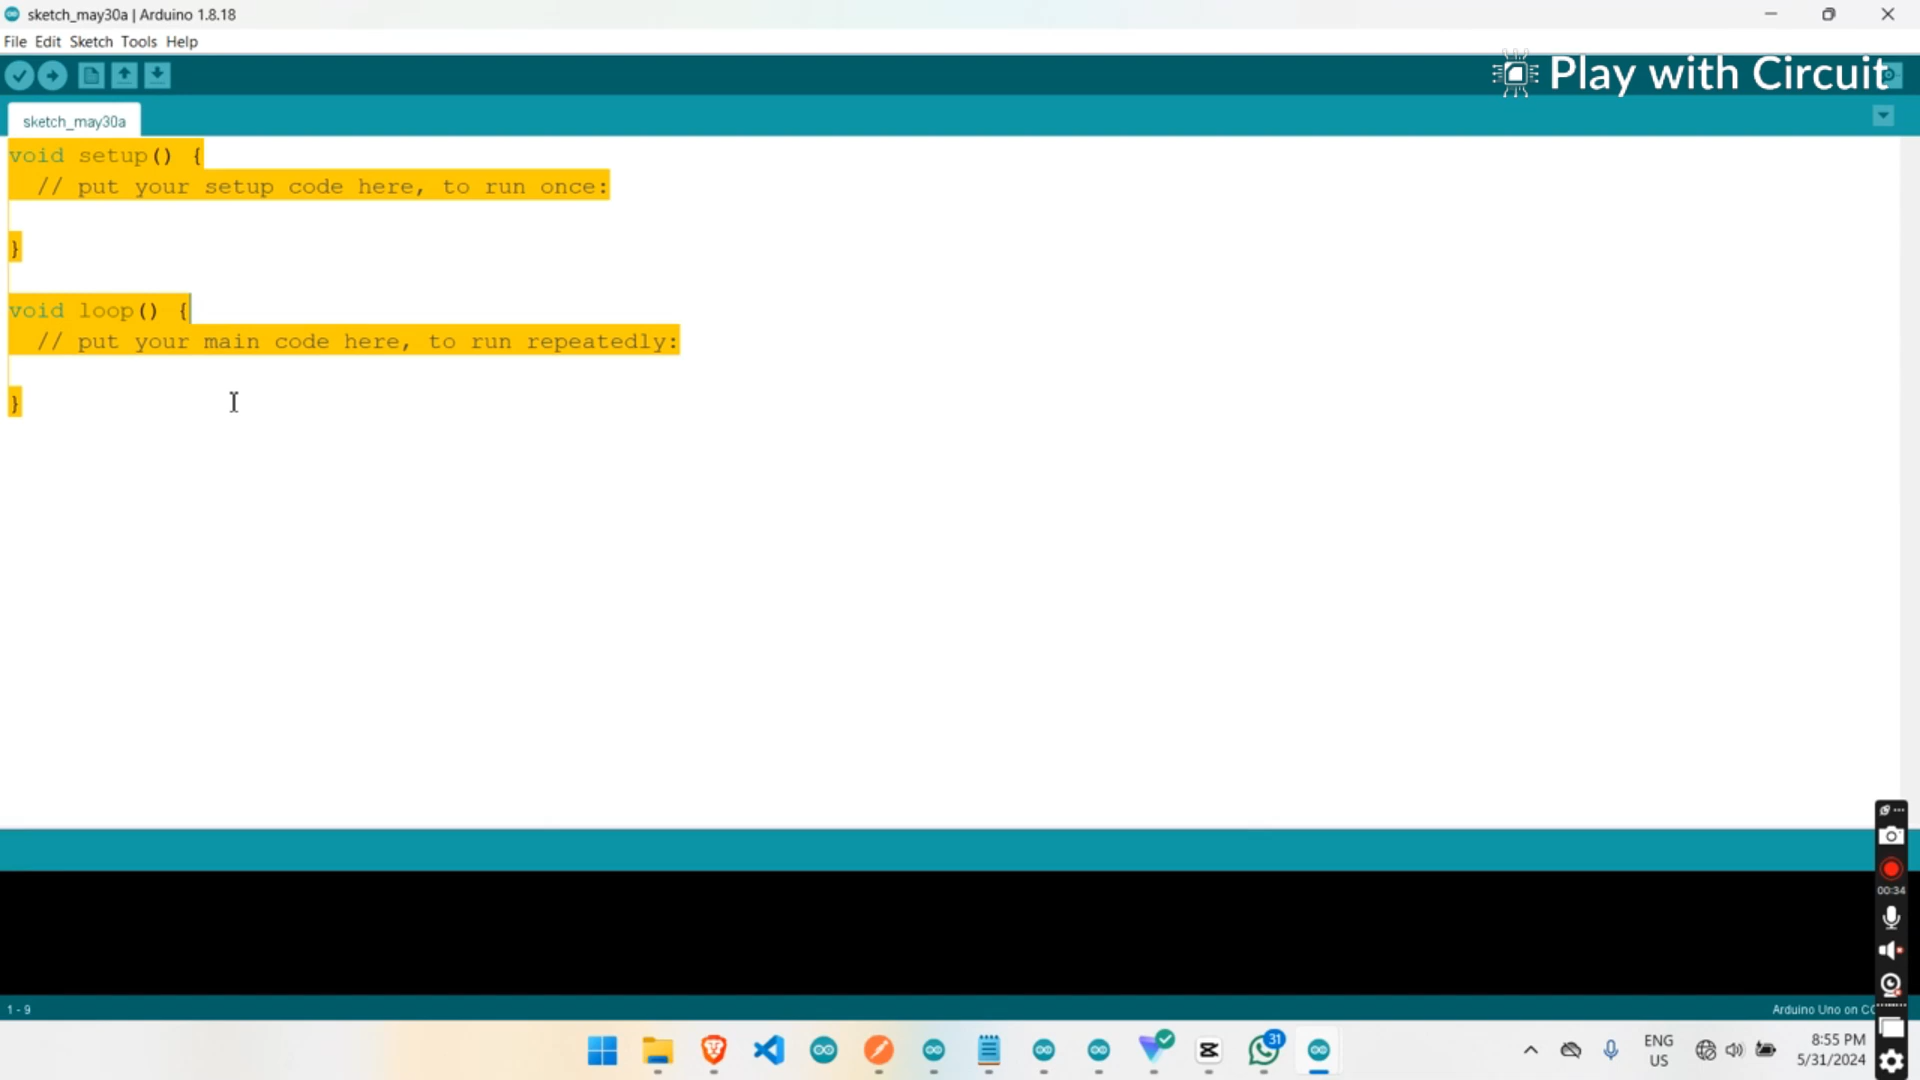 sketch_may30a | Arduino 1.8.18
File Edit Sketch Tools Help
Play with Circuit
sketch_may30a
void setup() {
// put your setup code here, to run once:
}
void loop() {
// put your main code here, to run repeatedly:
}
00:34
1 - 9
Arduino Uno on CO
31
ENG
US
8:55 PM
5/31/2024